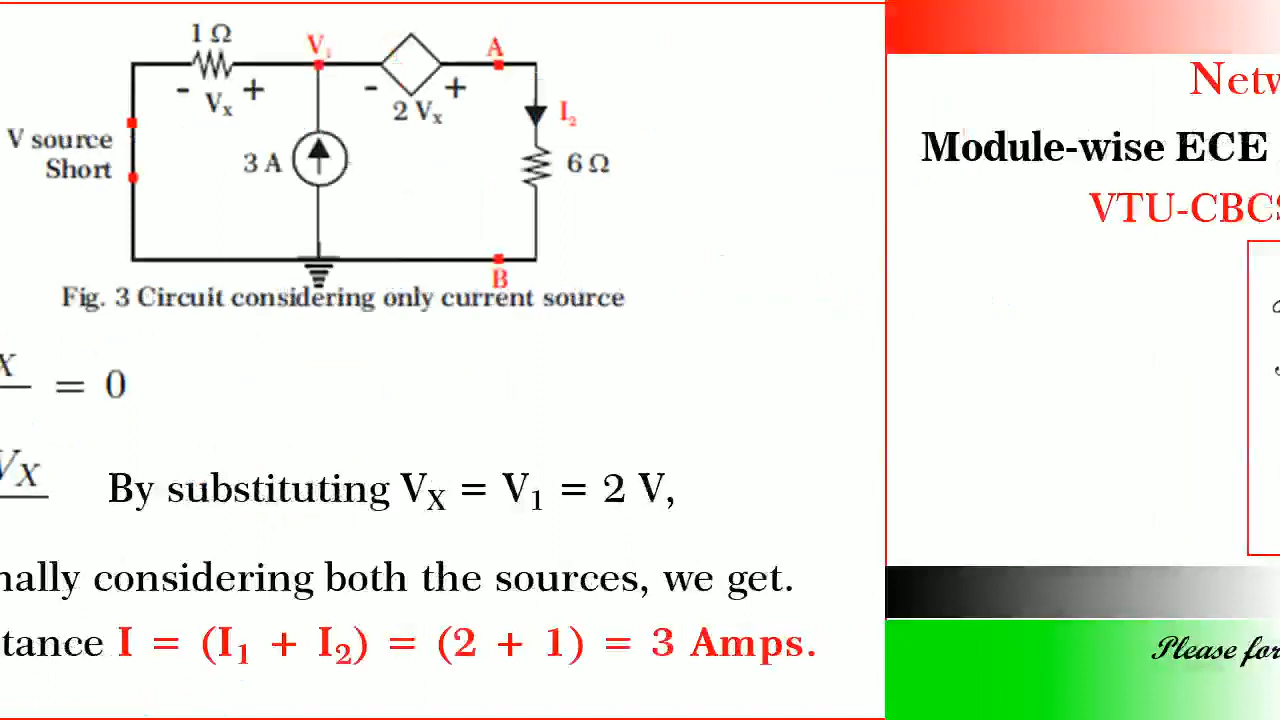 1 Ω
V₁
A
- Vx +
- 2 Vx +
I₂
V source
Short
3 A
6 Ω
B
Fig. 3 Circuit considering only current source
X
= 0
VX
By substituting VX = V1 = 2 V,
nally considering both the sources, we get.
tance I = (I1 + I2) = (2 + 1) = 3 Amps.
Netw
Module-wise ECE
VTU-CBCS
Please for